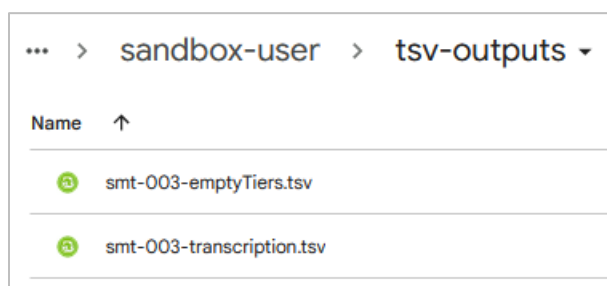 ... > sandbox-user > tsv-outputs
Name ↑
smt-003-emptyTiers.tsv
smt-003-transcription.tsv